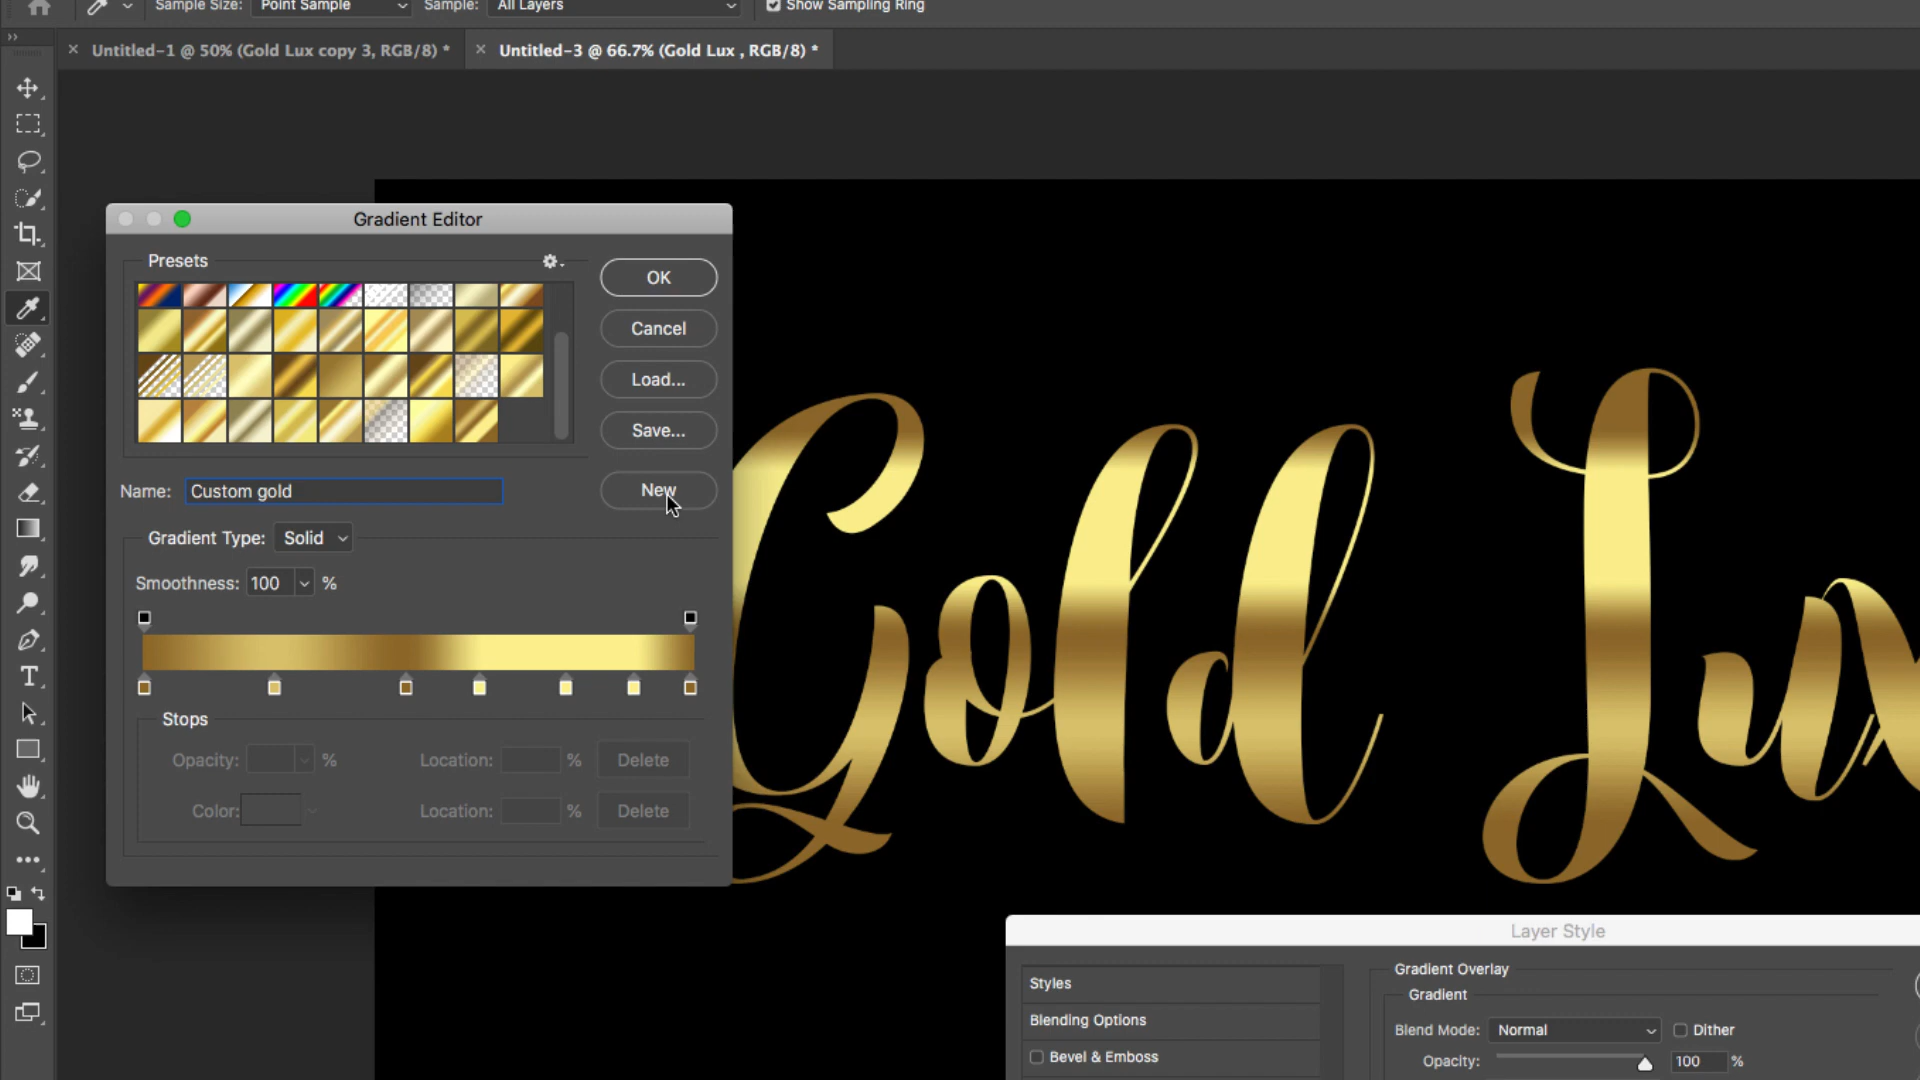 Sample Size: Point Sample Sample: All Layers Show Sampling Ring
Untitled-1 @ 50% (Gold Lux copy 3, RGB/8) *
Untitled-3 @ 66.7% (Gold Lux , RGB/8) *
Gradient Editor
Presets
OK
Cancel
Load...
Save...
Name: Custom gold
New
Gradient Type: Solid
Smoothness: 100 %
Stops
Opacity: % Location: % Delete
Color: Location: % Delete
Gold Lux
Layer Style
Styles
Blending Options
Bevel & Emboss
Gradient Overlay
Gradient
Blend Mode: Normal Dither
Opacity: 100 %